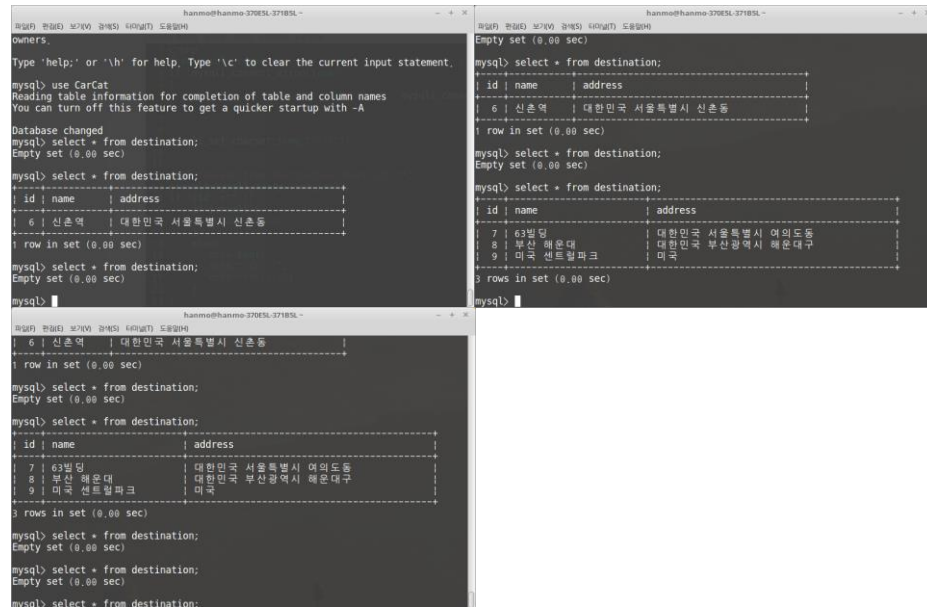 hanmo@hanmo-370E5L-371B5L ~
파일(F) 편집(E) 보기(V) 검색(S) 터미널(T) 도움말(H)
owners.
Type 'help;' or '\h' for help. Type '\c' to clear the current input statement.
mysql> use CarCat
Reading table information for completion of table and column names
You can turn off this feature to get a quicker startup with -A
Database changed
mysql> select * from destination;
Empty set (0.00 sec)
mysql> select * from destination;
+----+-----------+----------------------------------+
| id | name | address |
+----+-----------+----------------------------------+
| 6 | 신촌역 | 대한민국 서울특별시 신촌동 |
+----+-----------+----------------------------------+
1 row in set (0.00 sec)
mysql> select * from destination;
Empty set (0.00 sec)
mysql>
hanmo@hanmo-370E5L-371B5L ~
파일(F) 편집(E) 보기(V) 검색(S) 터미널(T) 도움말(H)
Empty set (0.00 sec)
mysql> select * from destination;
+----+-----------+----------------------------------+
| id | name | address |
+----+-----------+----------------------------------+
| 6 | 신촌역 | 대한민국 서울특별시 신촌동 |
+----+-----------+----------------------------------+
1 row in set (0.00 sec)
mysql> select * from destination;
Empty set (0.00 sec)
mysql> select * from destination;
+----+---------------------+-------------------------------------+
| id | name | address |
+----+---------------------+-------------------------------------+
| 7 | 63빌딩 | 대한민국 서울특별시 여의도동 |
| 8 | 부산 해운대 | 대한민국 부산광역시 해운대구 |
| 9 | 미국 센트럴파크 | 미국 |
+----+---------------------+-------------------------------------+
3 rows in set (0.00 sec)
mysql>
hanmo@hanmo-370E5L-371B5L ~
파일(F) 편집(E) 보기(V) 검색(S) 터미널(T) 도움말(H)
| 6 | 신촌역 | 대한민국 서울특별시 신촌동 |
+----+-----------+----------------------------------+
1 row in set (0.00 sec)
mysql> select * from destination;
Empty set (0.00 sec)
mysql> select * from destination;
+----+---------------------+-------------------------------------+
| id | name | address |
+----+---------------------+-------------------------------------+
| 7 | 63빌딩 | 대한민국 서울특별시 여의도동 |
| 8 | 부산 해운대 | 대한민국 부산광역시 해운대구 |
| 9 | 미국 센트럴파크 | 미국 |
+----+---------------------+-------------------------------------+
3 rows in set (0.00 sec)
mysql> select * from destination;
Empty set (0.00 sec)
mysql> select * from destination;
Empty set (0.00 sec)
mysql> select * from destination;